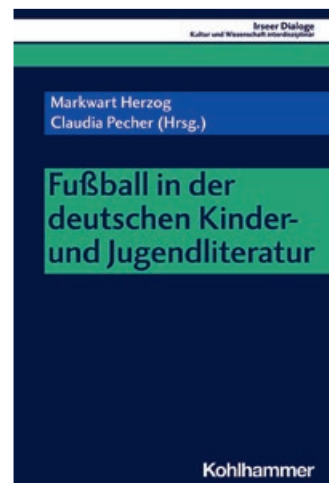 Irseer Dialoge
Kultur und Wissenschaft interdisziplinär
Markwart Herzog
Claudia Pecher (Hrsg.)
Fußball in der
deutschen Kinder-
und Jugendliteratur
Kohlhammer